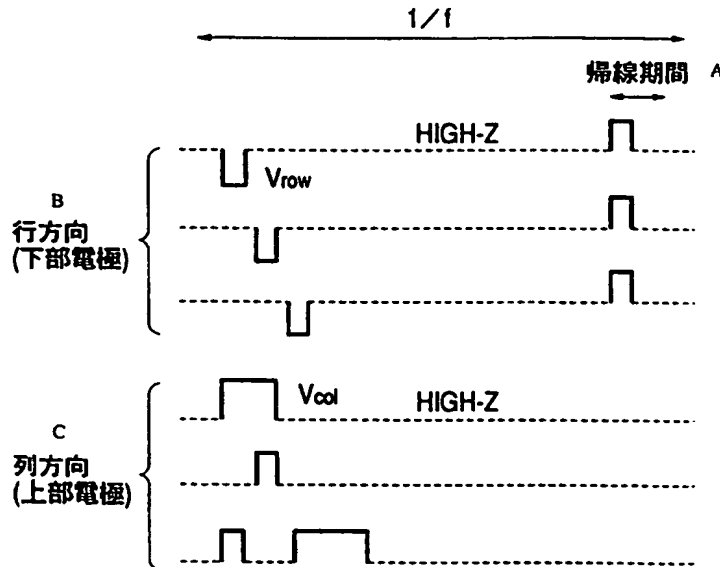 1/f
帰線期間 A
HIGH-Z
Vrow
B
行方向
(下部電極)
Vcol
HIGH-Z
C
列方向
(上部電極)